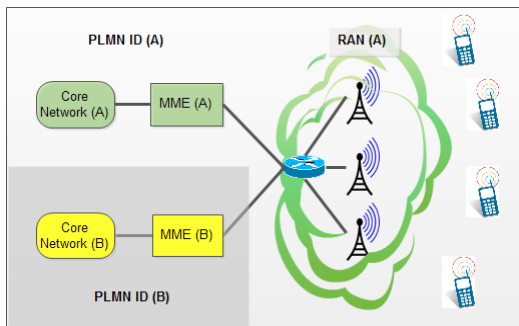 PLMN ID (A)
RAN (A)
Core
Network (A)
MME (A)
Core
Network (B)
MME (B)
PLMN ID (B)